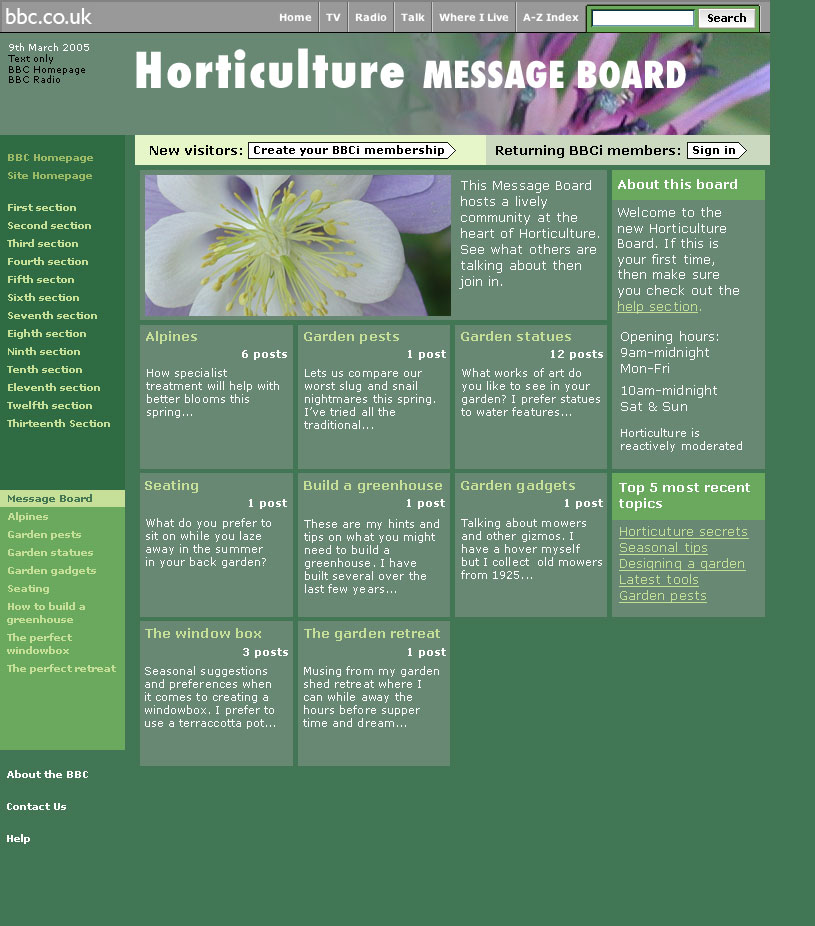 bbc.co.uk
Home
TV
Radio
Talk
Where I Live
A-Z Index
Search
9th March 2005
Text only
BBC Homepage
BBC Radio
Horticulture MESSAGE BOARD
New visitors: Create your BBCi membership
Returning BBCi members: Sign in
BBC Homepage
Site Homepage
First section
Second section
Third section
Fourth section
Fifth secton
Sixth section
Seventh section
Eighth section
Ninth section
Tenth section
Eleventh section
Twelfth section
Thirteenth Section
Message Board
Alpines
Garden pests
Garden statues
Garden gadgets
Seating
How to build a
greenhouse
The perfect
windowbox
The perfect retreat
About the BBC
Contact Us
Help
This Message Board
hosts a lively
community at the
heart of Horticulture.
See what others are
talking about then
join in.
Alpines
6 posts
How specialist
treatment will help with
better blooms this
spring...
Garden pests
1 post
Lets us compare our
worst slug and snail
nightmares this spring.
I've tried all the
traditional...
Garden statues
12 posts
What works of art do
you like to see in your
garden? I prefer statues
to water features...
Seating
1 post
What do you prefer to
sit on while you laze
away in the summer
in your back garden?
Build a greenhouse
1 post
These are my hints and
tips on what you might
need to build a
greenhouse. I have
built several over the
last few years...
Garden gadgets
1 post
Talking about mowers
and other gizmos. I
have a hover myself
but I collect old mowers
from 1925...
The window box
3 posts
Seasonal suggestions
and preferences when
it comes to creating a
windowbox. I prefer to
use a terraccotta pot...
The garden retreat
1 post
Musing from my garden
shed retreat where I
can while away the
hours before supper
time and dream...
About this board
Welcome to the
new Horticulture
Board. If this is
your first time,
then make sure
you check out the
help section.
Opening hours:
9am-midnight
Mon-Fri
10am-midnight
Sat & Sun
Horticulture is
reactively moderated
Top 5 most recent
topics
Horticuture secrets
Seasonal tips
Designing a garden
Latest tools
Garden pests